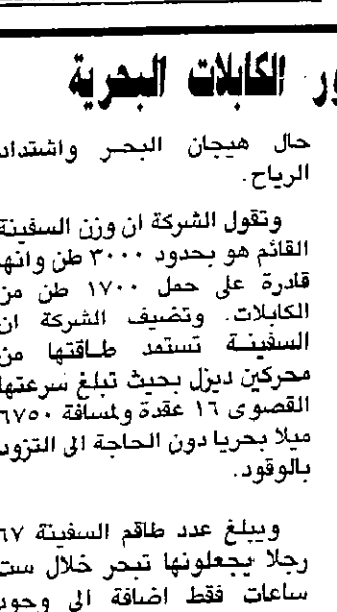 ور الكابلات البحرية
حال هيجان البحر واشتداد
الرياح.
وتقول الشركة ان وزن السفينة
القائم هو بحدود ٣٠٠٠ طن وانها
قادرة على حمل ١٧٠٠ طن من
الكابلات. وتضيف الشركة ان
السفينة تستمد طاقتها من
محركين ديزل بحيث تبلغ سرعتها
القصوى ١٦ عقدة ولمسافة ٦٧٥٠
ميلا بحريا دون الحاجة الى التزود
بالوقود.
ويبلغ عدد طاقم السفينة ٦٧
رجلا يجعلونها تبحر خلال ست
ساعات فقط اضافة الى وجود